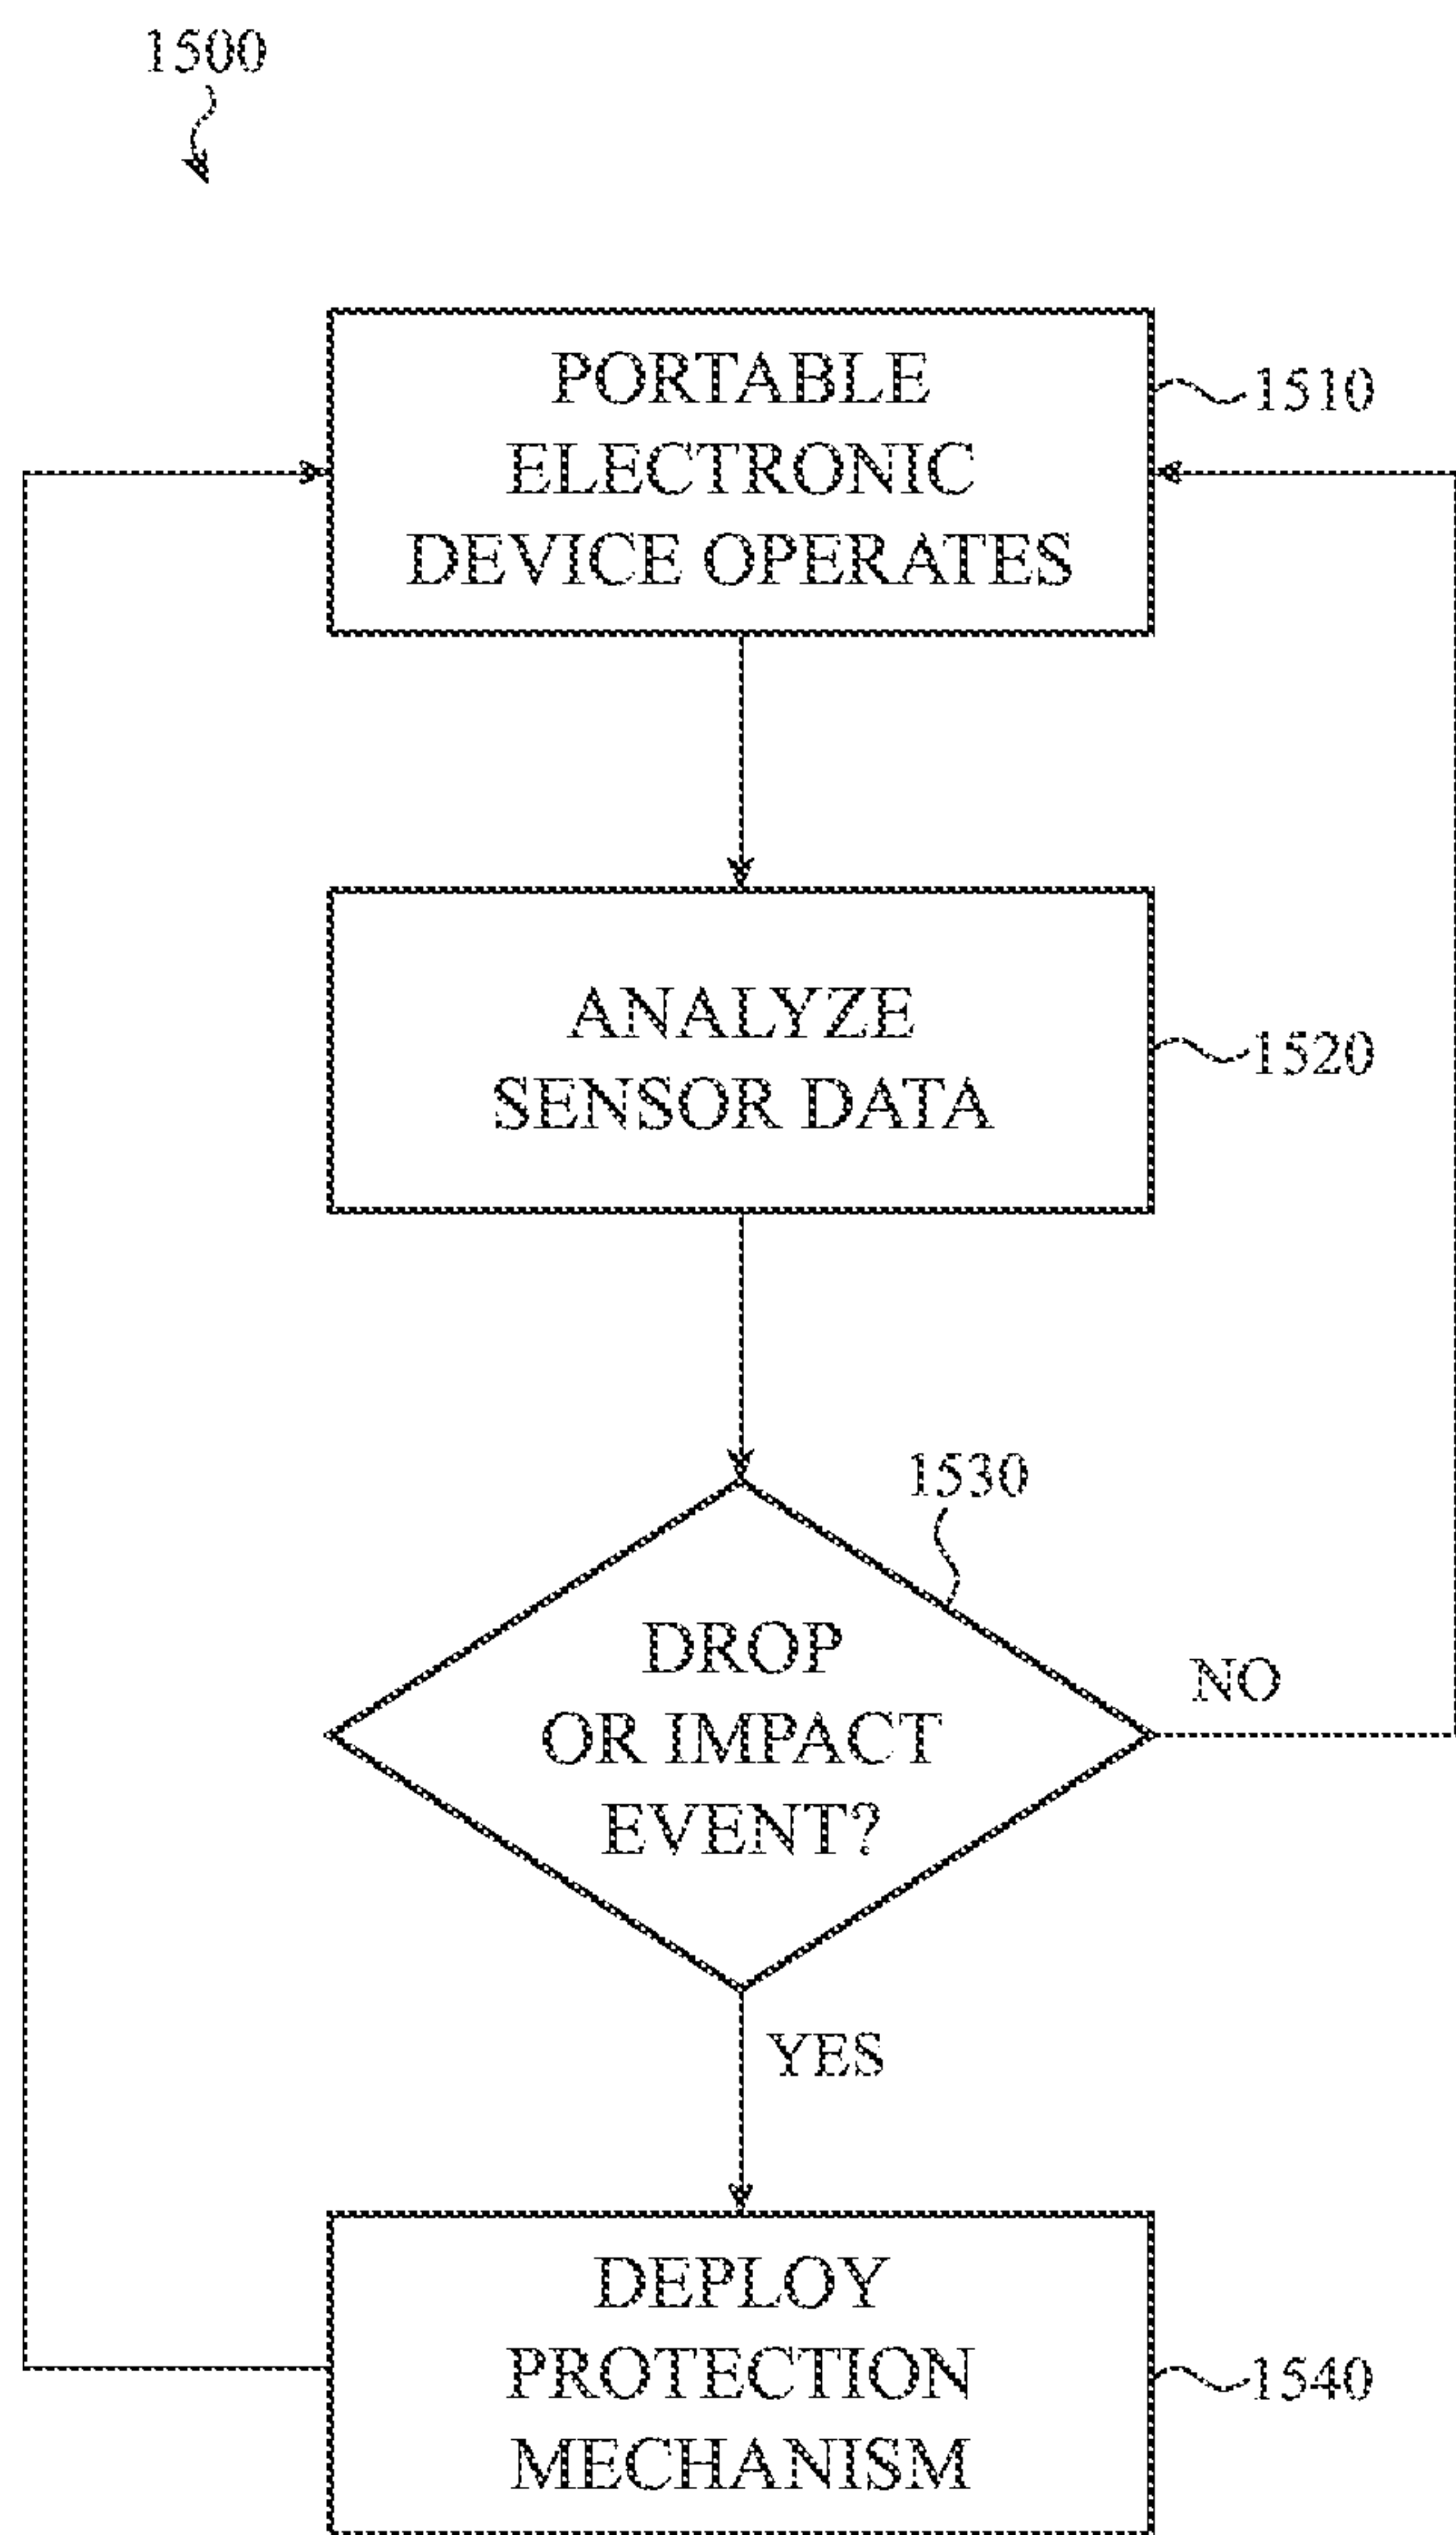 1500
PORTABLE
ELECTRONIC
DEVICE OPERATES
1510
ANALYZE
SENSOR DATA
1520
1530
DROP
OR IMPACT
EVENT?
NO
YES
DEPLOY
PROTECTION
MECHANISM
1540